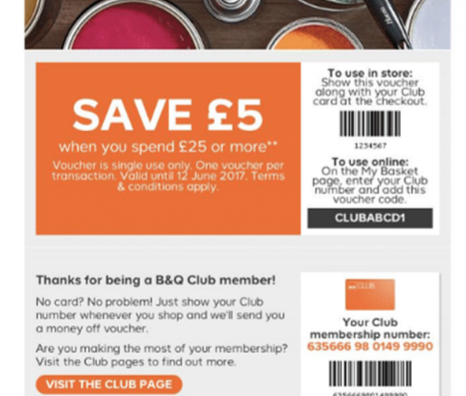 SAVE £5
when you spend £25 or more**
Voucher is single use only. One voucher per
transaction. Valid until 12 June 2017. Terms
& conditions apply.
To use in store:
Show this voucher
along with your Club
card at the checkout.
1234567
To use online:
On the My Basket
page, enter your Club
number and add this
voucher code.
CLUBABCD1
Thanks for being a B&Q Club member!
No card? No problem! Just show your Club
number whenever you shop and we'll send you
a money off voucher.
Are you making the most of your membership?
Visit the Club pages to find out more.
VISIT THE CLUB PAGE
CLUB
Your Club
membership number:
635666 98 0149 9990